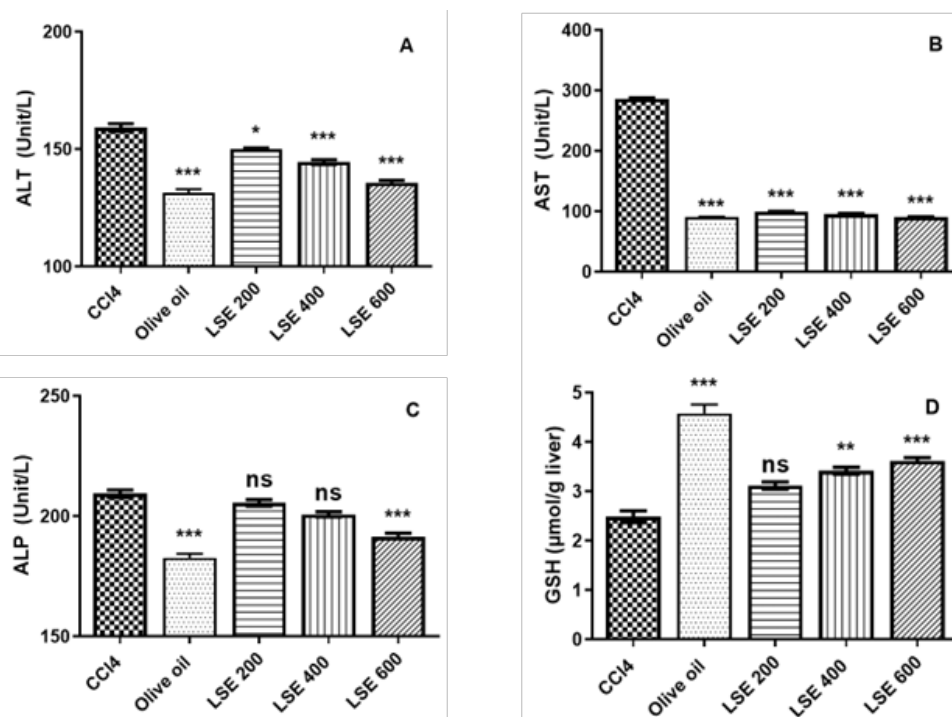 A
ALT (Unit/L)
200
150
100
***
*
***
***
CCl4
Olive oil
LSE 200
LSE 400
LSE 600
B
AST (Unit/L)
400
300
200
100
0
***
***
***
***
CCl4
Olive oil
LSE 200
LSE 400
LSE 600
C
ALP (Unit/L)
250
200
150
***
ns
ns
***
CCl4
Olive oil
LSE 200
LSE 400
LSE 600
D
GSH (µmol/g liver)
5
4
3
2
1
0
***
ns
**
***
CCl4
Olive oil
LSE 200
LSE 400
LSE 600